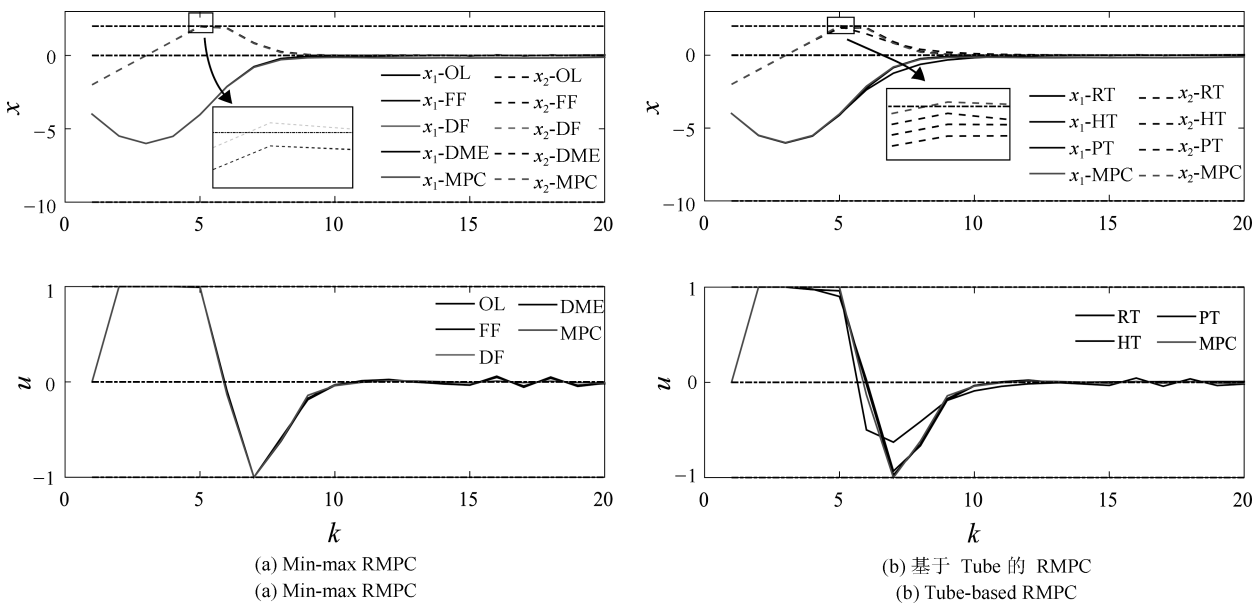 0
−5
−10
x
x₁-OL x₂-OL
x₁-FF x₂-FF
x₁-DF x₂-DF
x₁-DME x₂-DME
x₁-MPC x₂-MPC
0 5 10 15 20
1
0
−1
u
OL DME
FF MPC
DF
0 5 10 15 20
k
(a) Min-max RMPC
(a) Min-max RMPC
0
−5
−10
x
x₁-RT x₂-RT
x₁-HT x₂-HT
x₁-PT x₂-PT
x₁-MPC x₂-MPC
0 5 10 15 20
1
0
−1
u
RT PT
HT MPC
0 5 10 15 20
k
(b) 基于 Tube 的 RMPC
(b) Tube-based RMPC